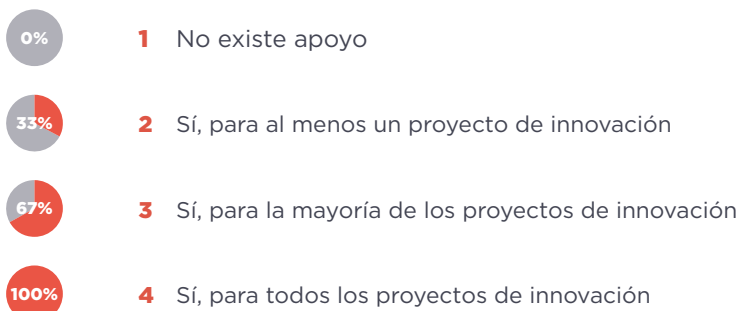 0% 1 No existe apoyo
33% 2 Sí, para al menos un proyecto de innovación
67% 3 Sí, para la mayoría de los proyectos de innovación
100% 4 Sí, para todos los proyectos de innovación